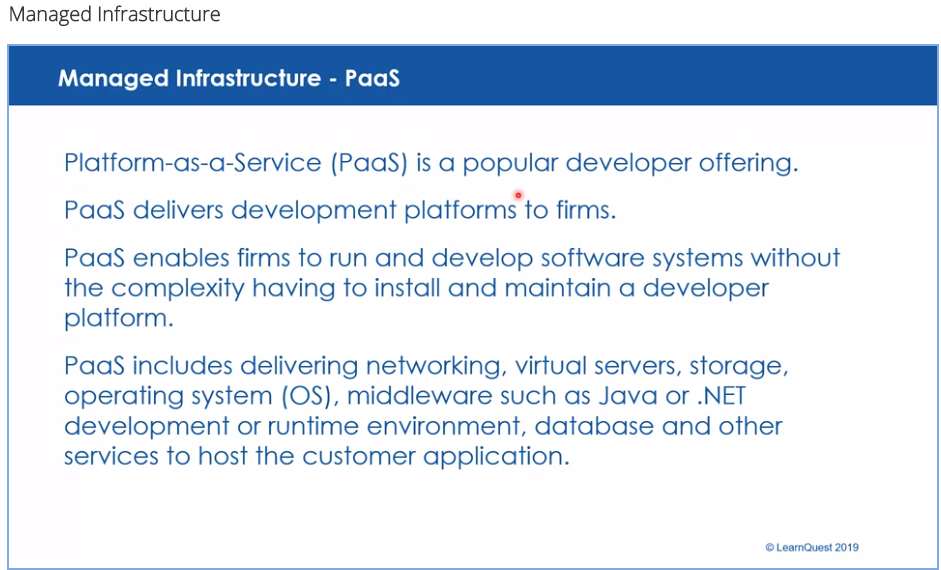 Managed Infrastructure
Managed Infrastructure - PaaS
Platform-as-a-Service (PaaS) is a popular developer offering.
PaaS delivers development platforms to firms.
PaaS enables firms to run and develop software systems without
the complexity having to install and maintain a developer
platform.
PaaS includes delivering networking, virtual servers, storage,
operating system (OS), middleware such as Java or .NET
development or runtime environment, database and other
services to host the customer application.
© LearnQuest 2019